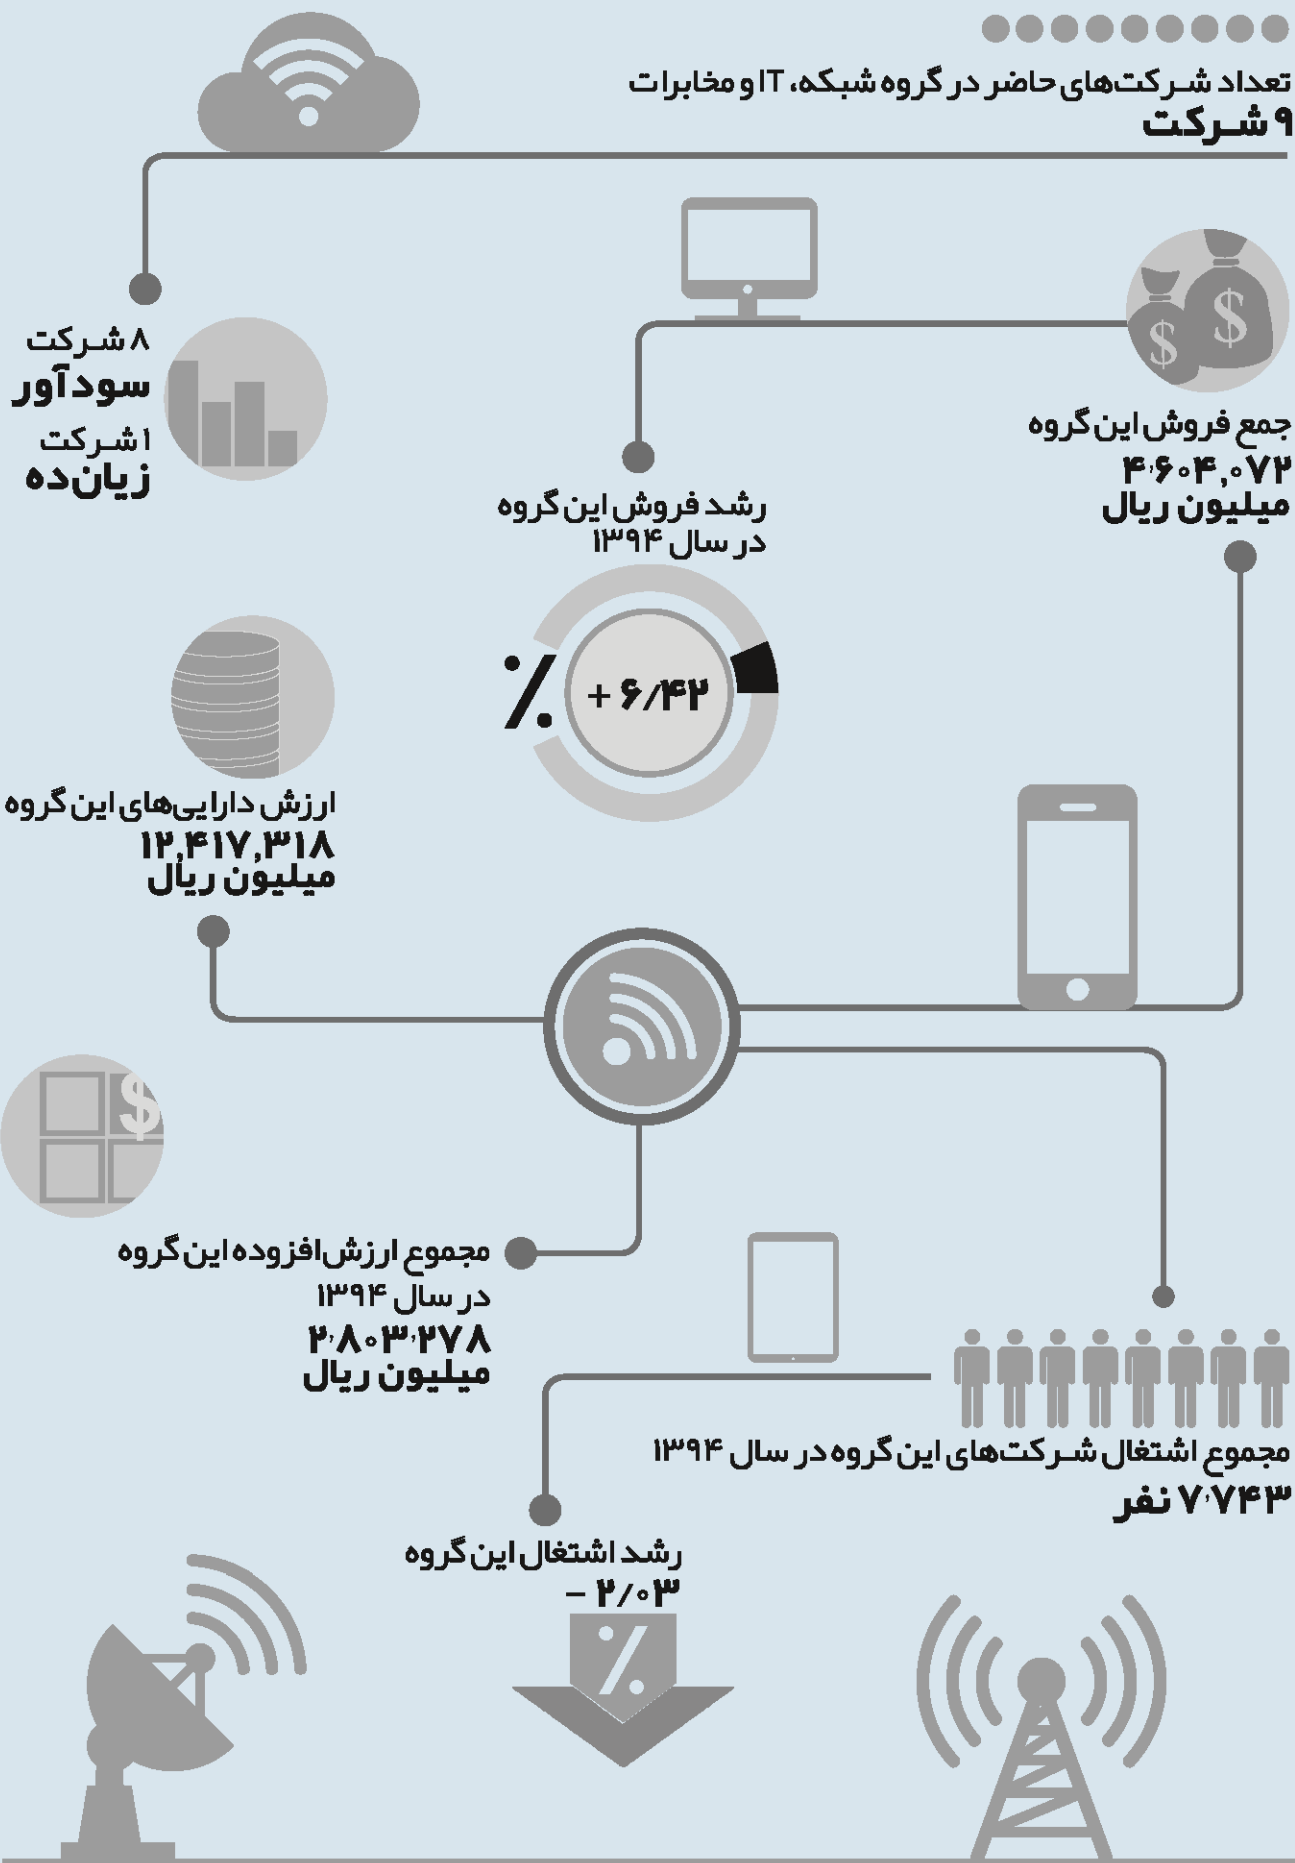 تعداد شرکت‌های حاضر در گروه شبکه، IT و مخابرات
۹ شرکت
۸ شرکت
سودآور
۱ شرکت
زیان‌ده
جمع فروش این گروه
۴,۶۰۴,۰۷۲
میلیون ریال
رشد فروش این گروه
در سال ۱۳۹۴
+ ۶/۴۲
٪
ارزش دارایی‌های این گروه
۱۲,۴۱۷,۳۱۸
میلیون ریال
مجموع ارزش‌افزوده این گروه
در سال ۱۳۹۴
۲,۸۰۳,۲۷۸
میلیون ریال
مجموع اشتغال شرکت‌های این گروه در سال ۱۳۹۴
۷,۷۴۳ نفر
رشد اشتغال این گروه
− ۲/۰۳
٪